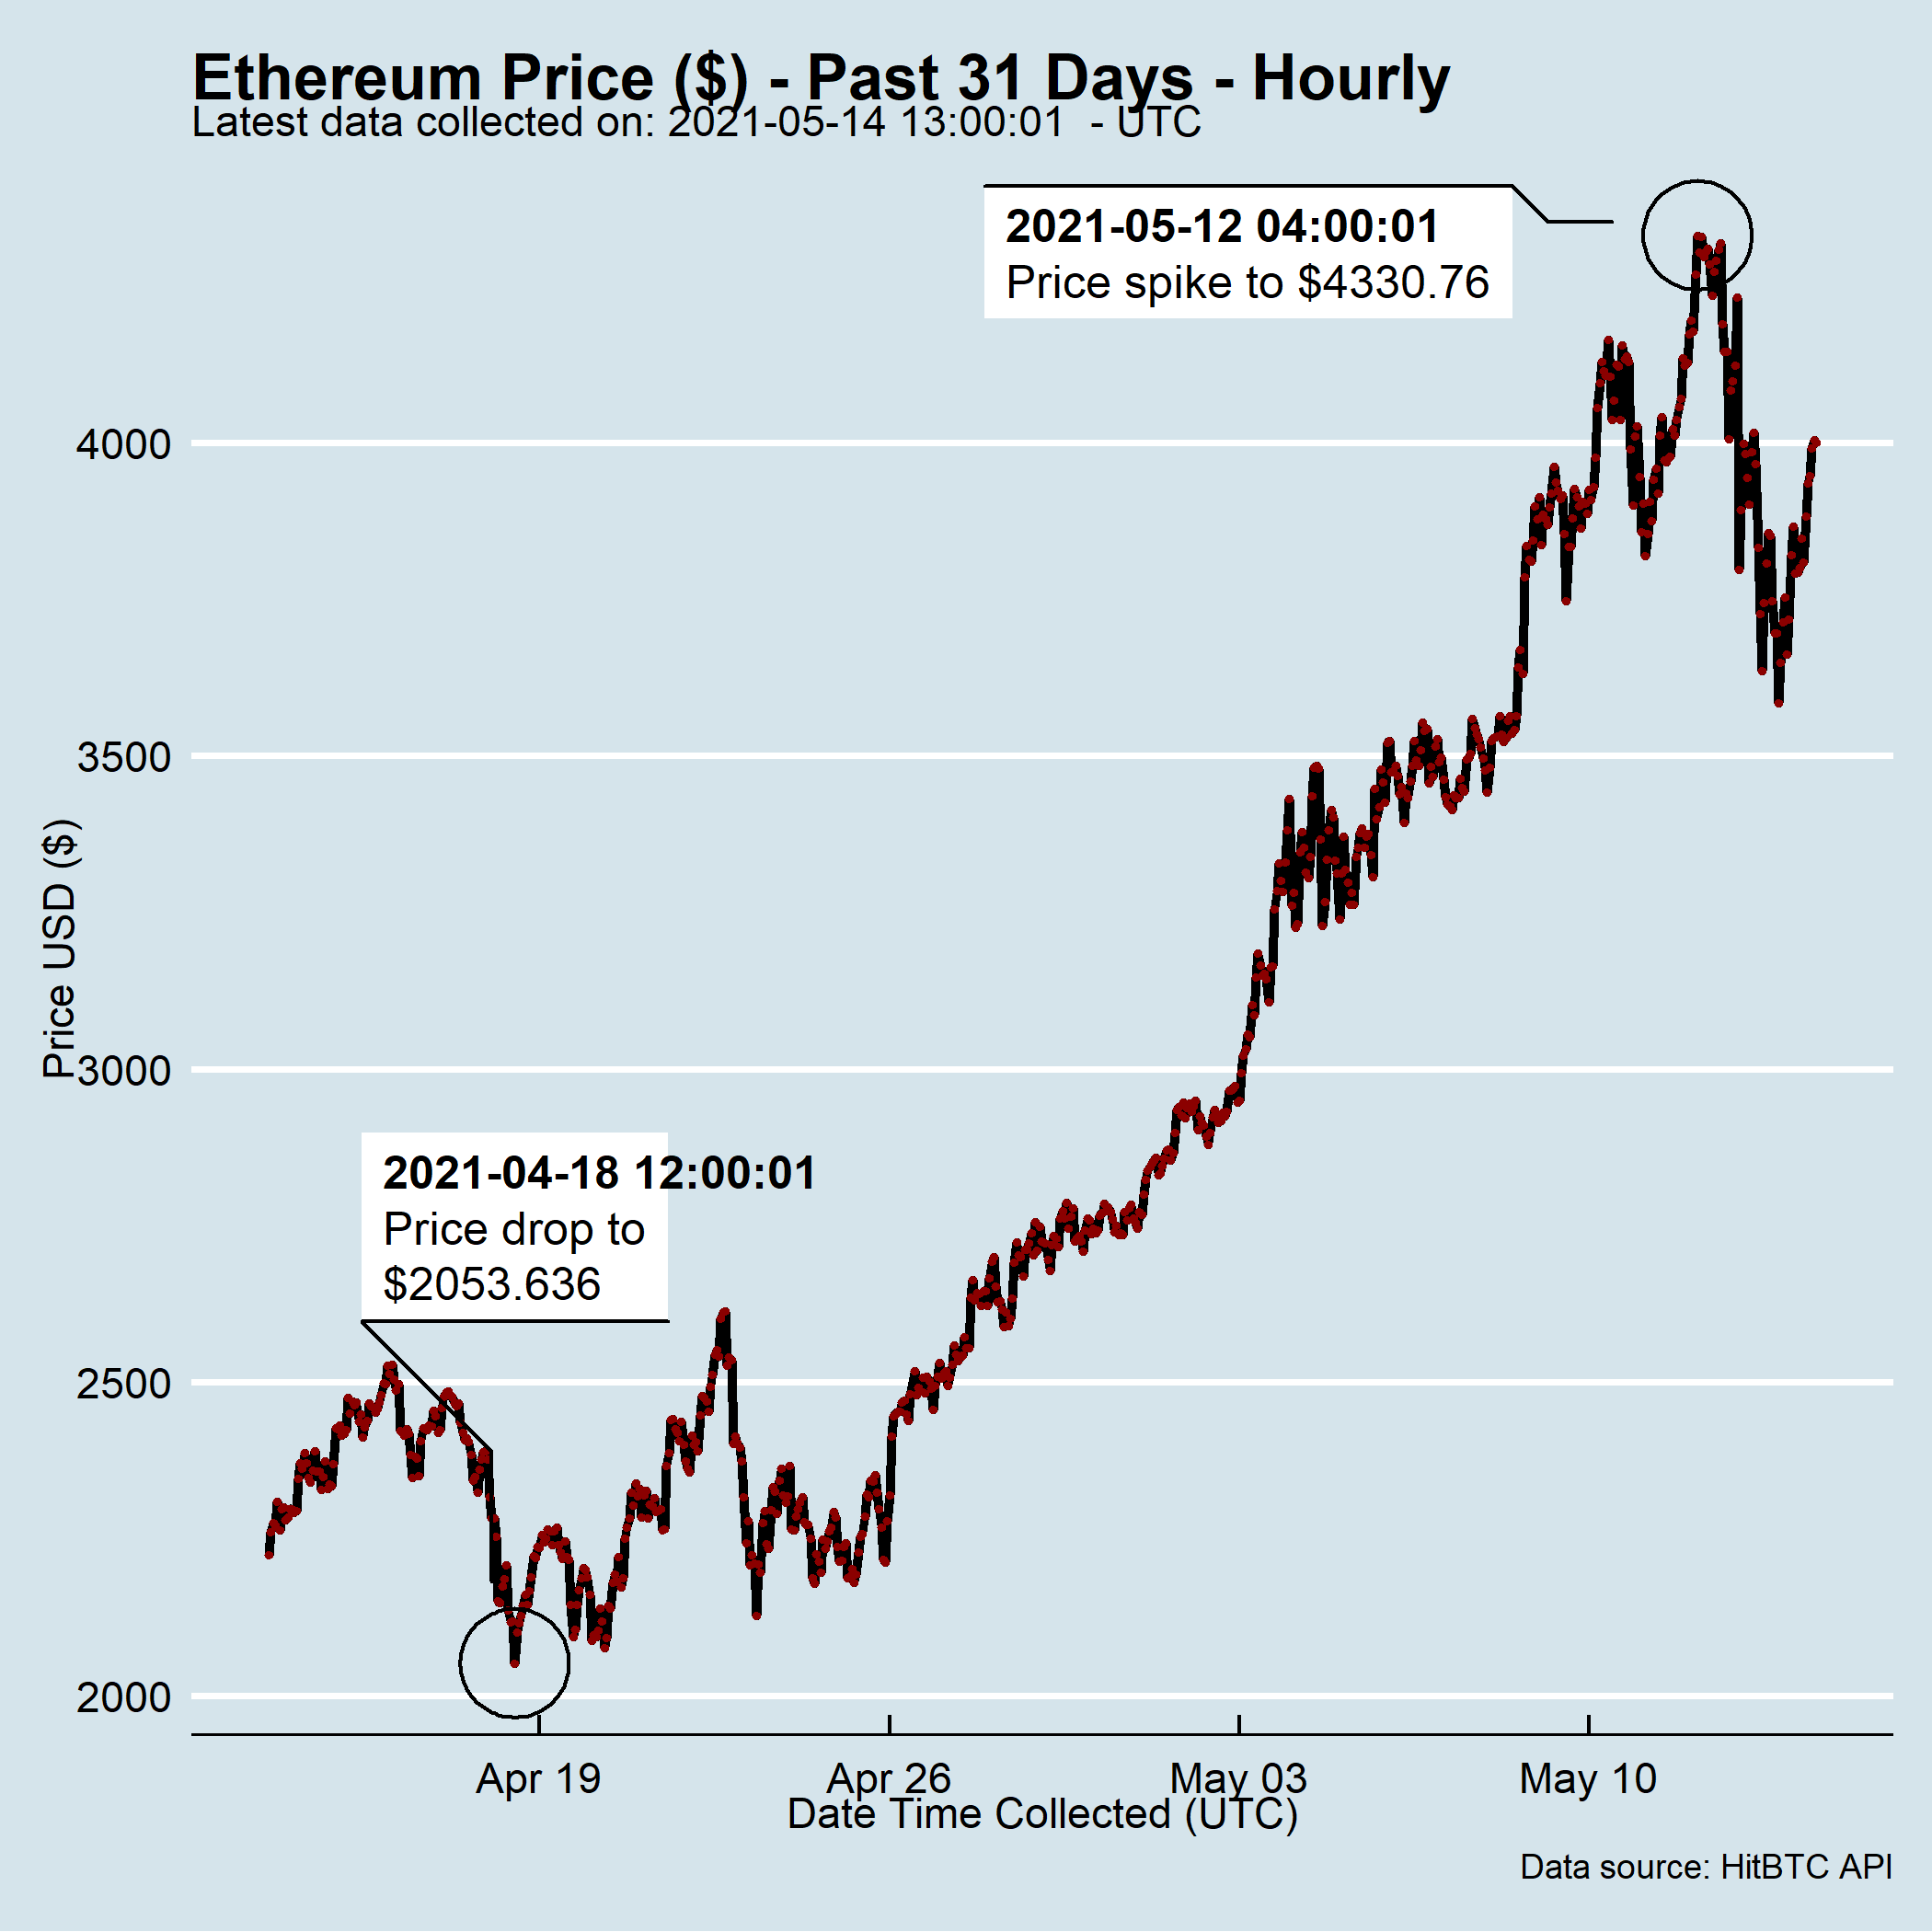 Ethereum Price ($) - Past 31 Days - Hourly
Latest data collected on: 2021-05-14 13:00:01  - UTC
2021-05-12 04:00:01
Price spike to $4330.76
4000
3500
3000
2500
2000
Price USD ($)
2021-04-18 12:00:01
Price drop to
$2053.636
Apr 19
Apr 26
May 03
May 10
Date Time Collected (UTC)
Data source: HitBTC API